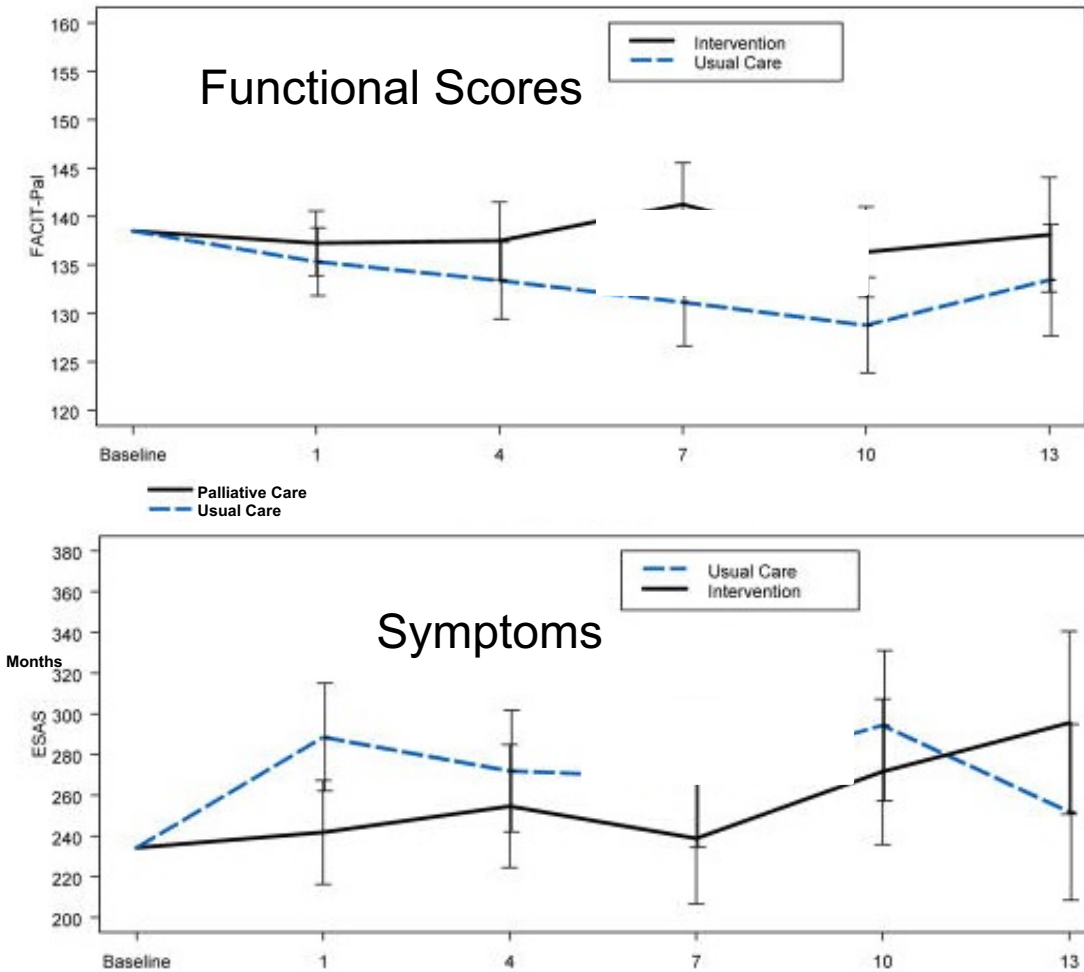 160
155
150
145
140
135
130
125
120
FACIT-Pal
Functional Scores
Intervention
Usual Care
Baseline 1 4 7 10 13
Palliative Care
Usual Care
380
360
340
320
300
280
260
240
220
200
Months
ESAS
Symptoms
Usual Care
Intervention
Baseline 1 4 7 10 13